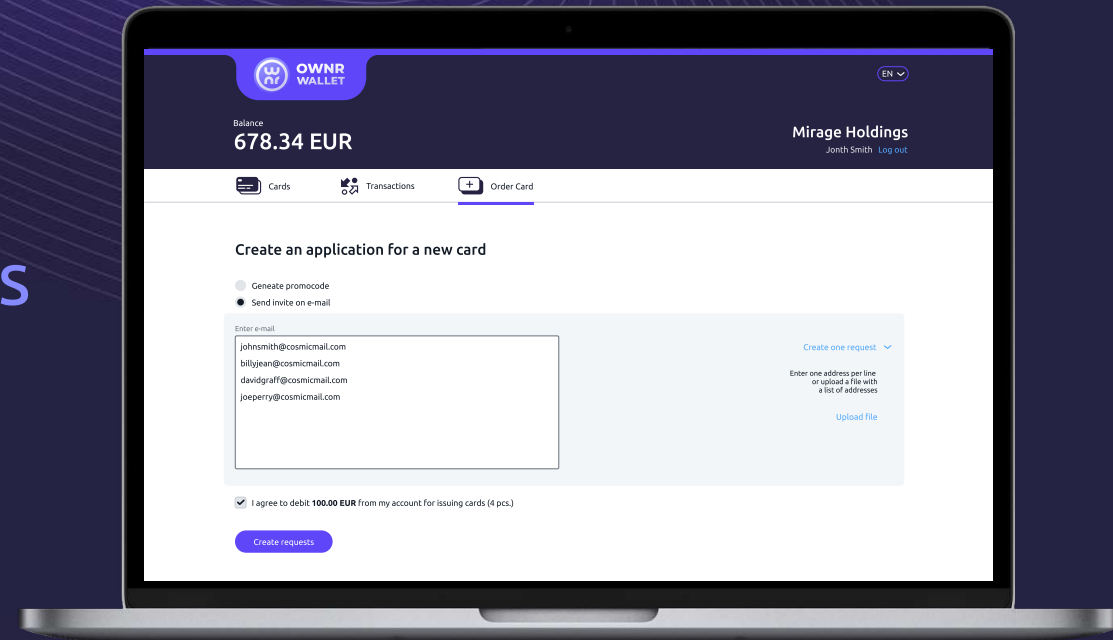 OWNR
WALLET
EN
Balance
678.34 EUR
Mirage Holdings
Jonth Smith Log out
Cards
Transactions
Order Card
s
Create an application for a new card
Geneate promocode
Send invite on e-mail
Enter e-mail
johnsmith@cosmicmail.com
billyjean@cosmicmail.com
davidgraff@cosmicmail.com
joeperry@cosmicmail.com
Create one request
Enter one address per line
or upload a file with
a list of addresses
Upload file
I agree to debit 100.00 EUR from my account for issuing cards (4 pcs.)
Create requests